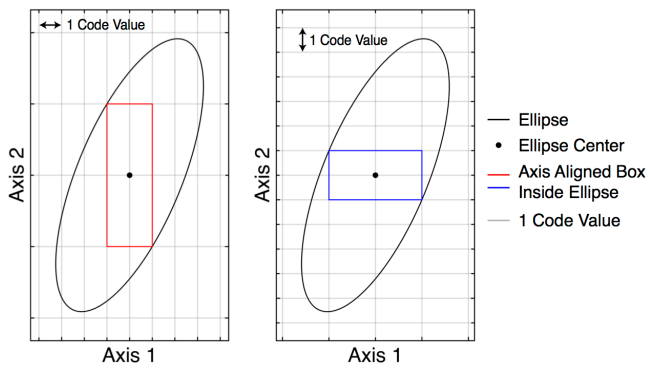 1 Code Value
Axis 2
Axis 1
1 Code Value
Axis 2
Axis 1
Ellipse
Ellipse Center
Axis Aligned Box
Inside Ellipse
1 Code Value